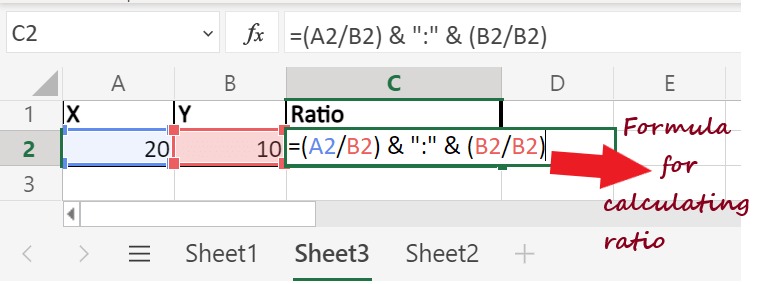 C2 fx =(A2/B2) & ":" & (B2/B2)
A B C D E
1 X Y Ratio
2 20 10 =(A2/B2) & ":" & (B2/B2)
3
Formula
for
calculating
ratio
Sheet1 Sheet3 Sheet2